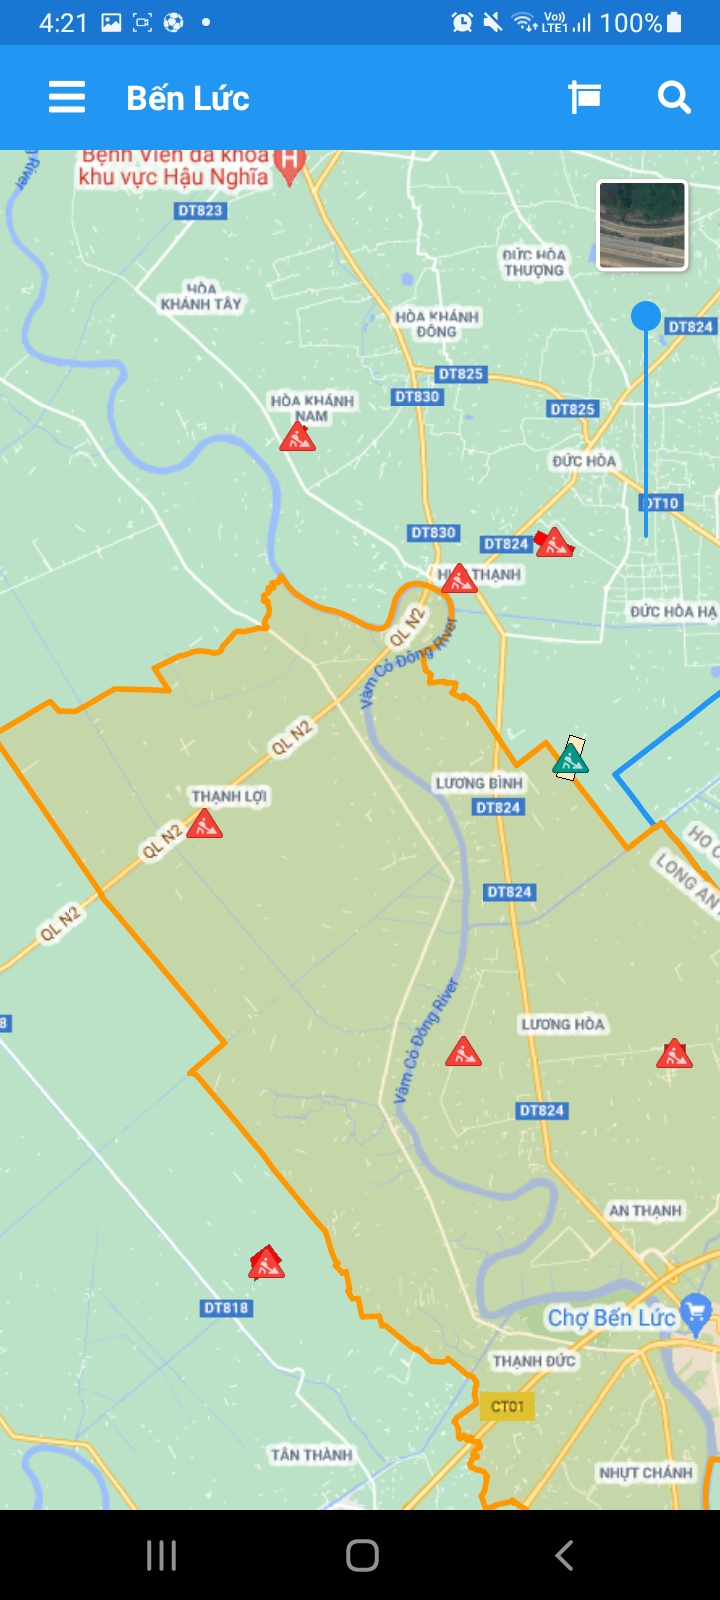 4:21
Vo))
LTE1
100%
Bến Lức
g River
Bệnh Viện đa khoa
khu vực Hậu Nghĩa
H
DT823
ĐỨC HÒA
THƯỢNG
HÒA
KHÁNH TÂY
HÒA KHÁNH
ĐÔNG
DT824
DT825
DT830
HÒA KHÁNH
NAM
DT825
ĐỨC HÒA
DT10
DT830
DT824
THẠNH
ĐỨC HÒA HẠ
QL N2
Vàm Cỏ Đông River
QL N2
LƯƠNG BÌNH
THẠNH LỢI
DT824
QL N2
HO C
LONG AN
DT824
QL N2
8
Vàm Cỏ Đông River
LƯƠNG HÒA
DT824
AN THẠNH
DT818
Chợ Bến Lức
THẠNH ĐỨC
CT01
TÂN THÀNH
NHỰT CHÁNH